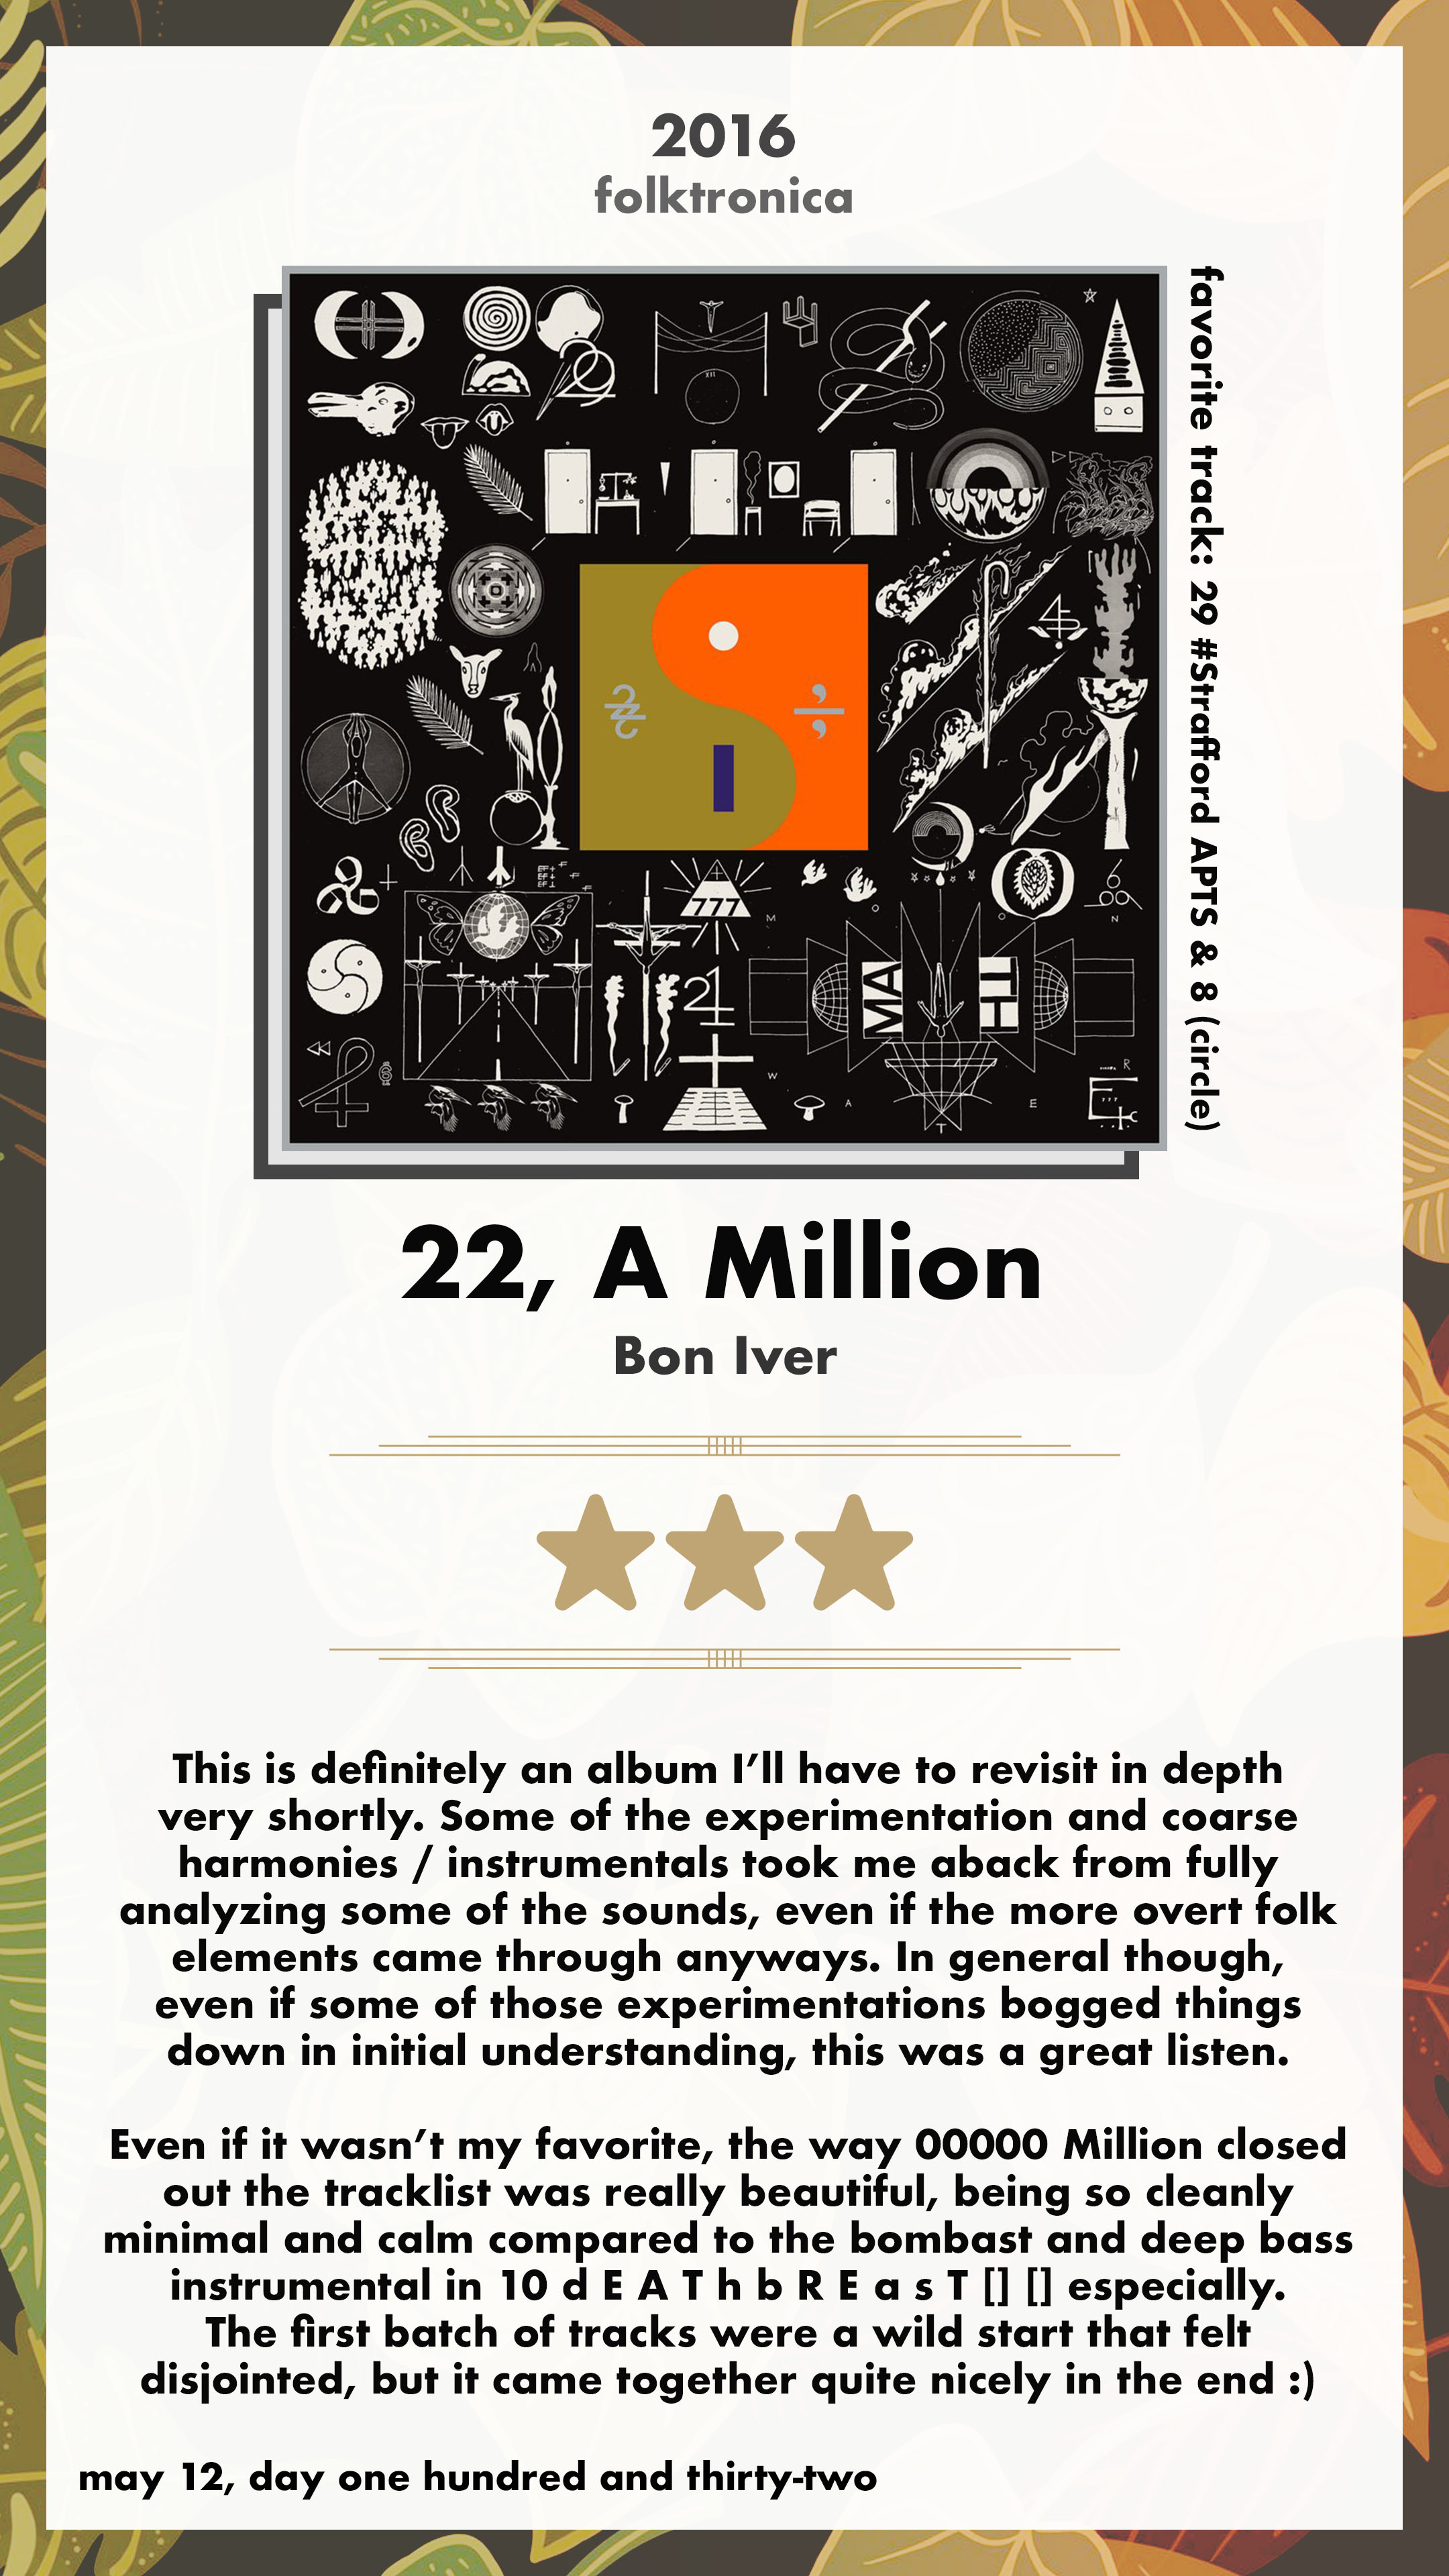 2016
folktronica
favorite track: 29 #Strafford APTS & 8 (circle)
XII
22
777
M
O
O
N
MA
HI
W
A
T
E
R
22, A Million
Bon Iver
This is definitely an album I’ll have to revisit in depth
very shortly. Some of the experimentation and coarse
harmonies / instrumentals took me aback from fully
analyzing some of the sounds, even if the more overt folk
elements came through anyways. In general though,
even if some of those experimentations bogged things
down in initial understanding, this was a great listen.
Even if it wasn’t my favorite, the way 00000 Million closed
out the tracklist was really beautiful, being so cleanly
minimal and calm compared to the bombast and deep bass
instrumental in 10 d E A T h b R E a s T [] [] especially.
The first batch of tracks were a wild start that felt
disjointed, but it came together quite nicely in the end :)
may 12, day one hundred and thirty-two